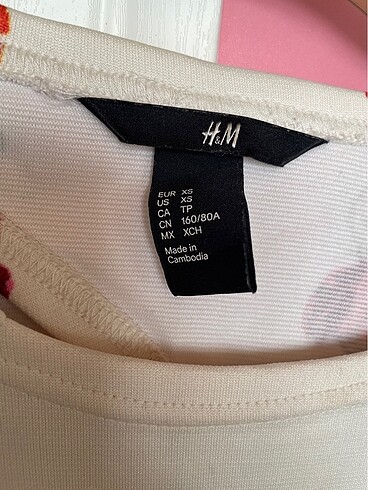 H&M
EUR XS
US XS
CA TP
CN 160/80A
MX XCH
Made in
Cambodia